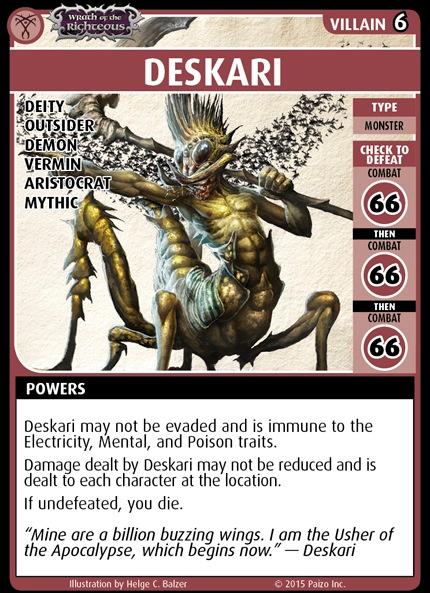 Wrath of the
Righteous
VILLAIN 6
DESKARI
DEITY
OUTSIDER
DEMON
VERMIN
ARISTOCRAT
MYTHIC
TYPE
MONSTER
CHECK TO
DEFEAT
COMBAT
66
THEN
COMBAT
66
THEN
COMBAT
66
POWERS
Deskari may not be evaded and is immune to the
Electricity, Mental, and Poison traits.
Damage dealt by Deskari may not be reduced and is
dealt to each character at the location.
If undefeated, you die.
“Mine are a billion buzzing wings. I am the Usher of
the Apocalypse, which begins now.” — Deskari
Illustration by Helge C. Balzer
© 2015 Paizo Inc.